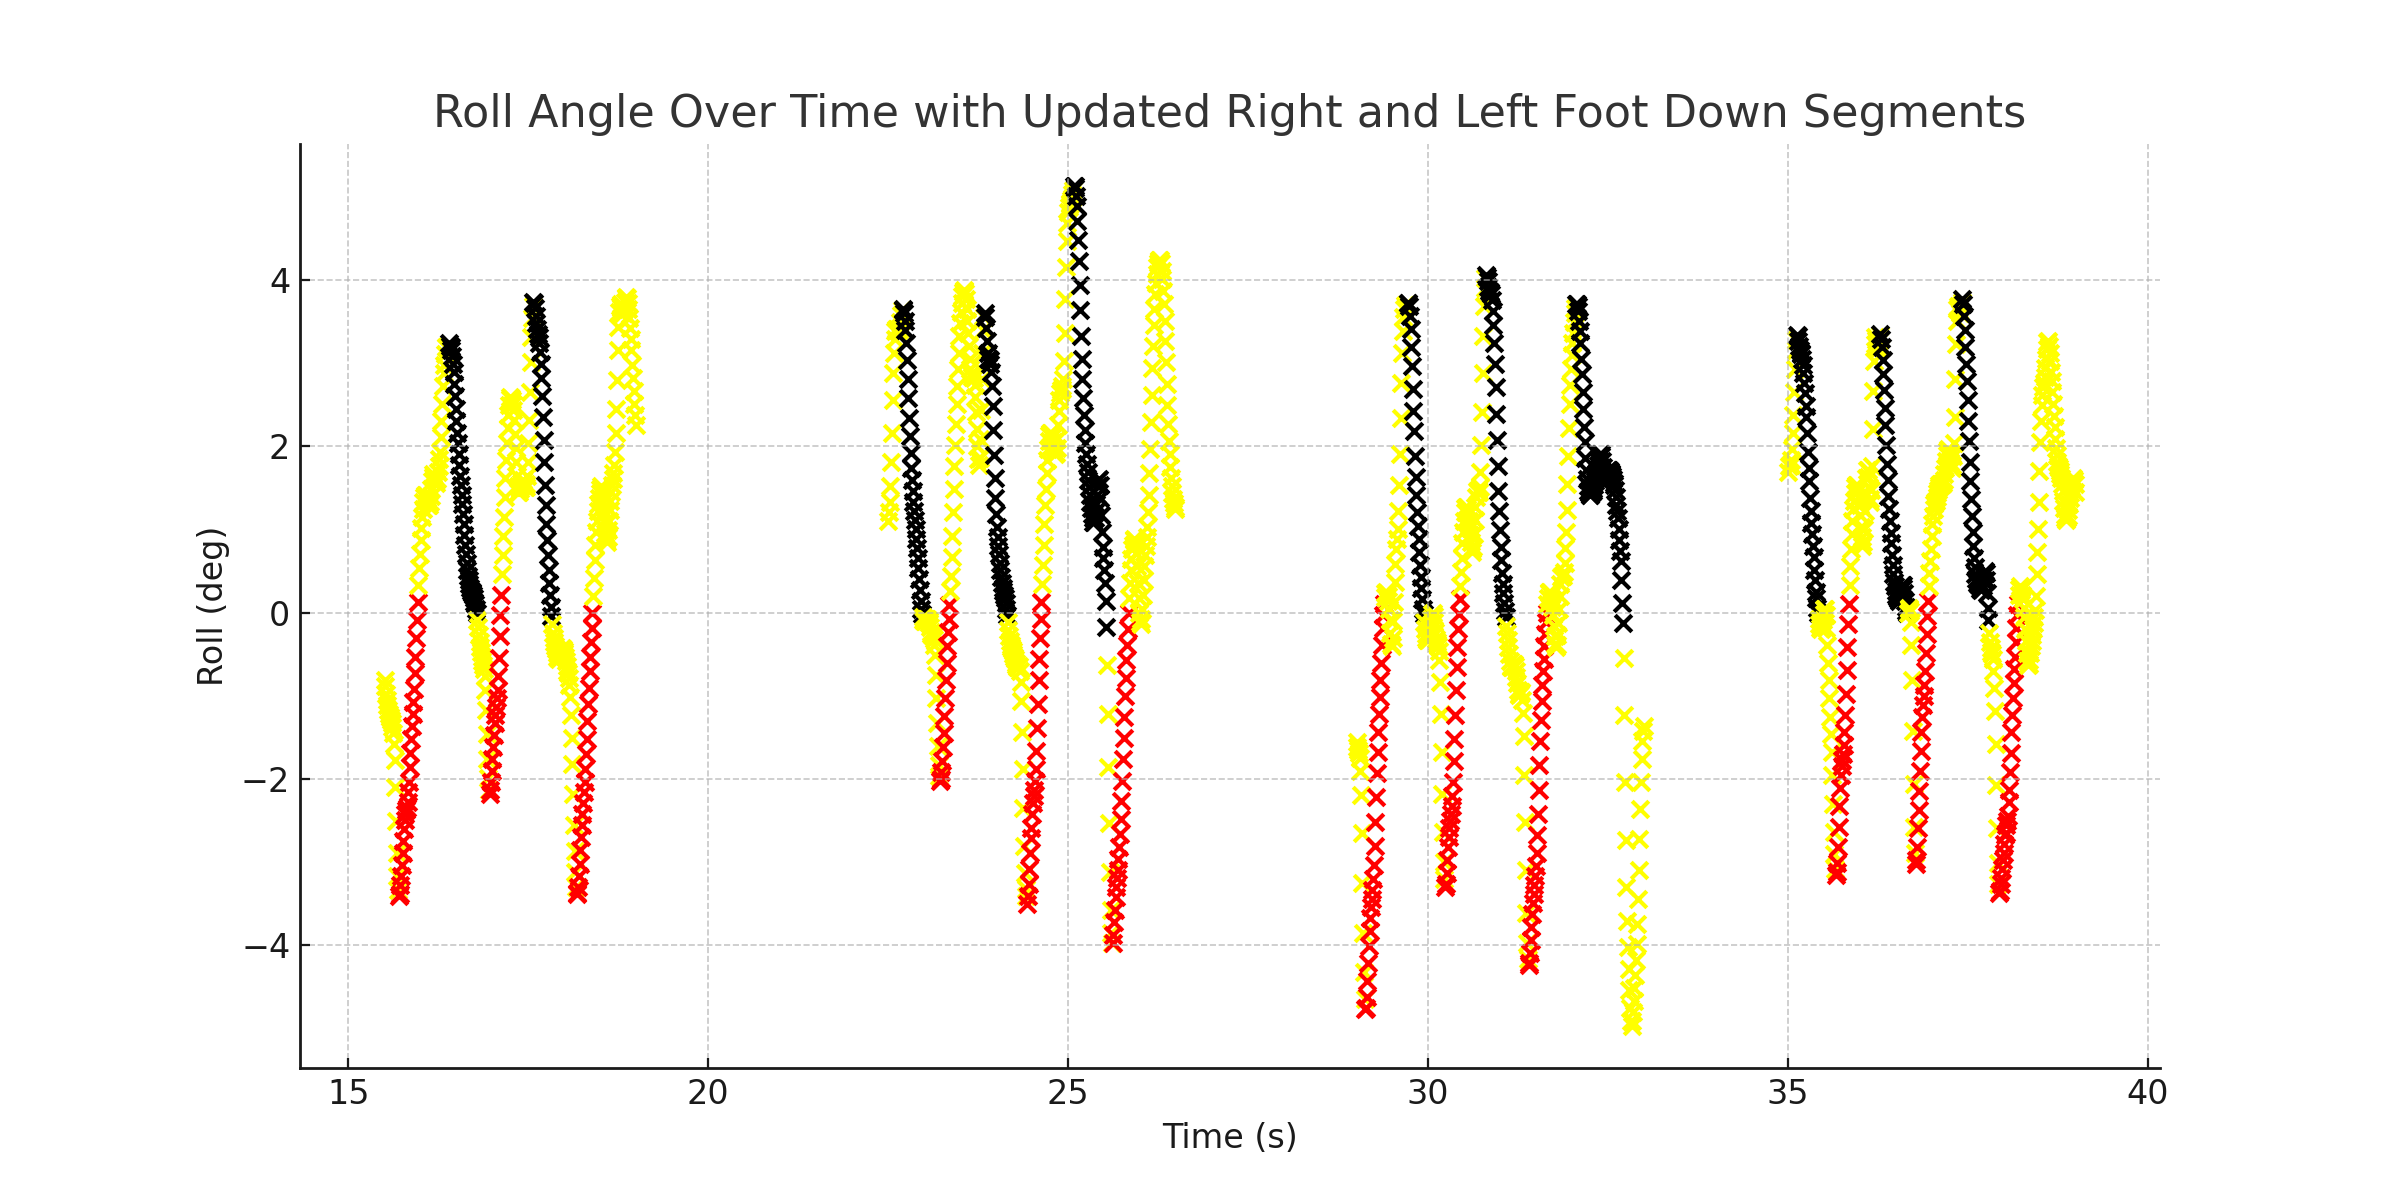 Roll Angle Over Time with Updated Right and Left Foot Down Segments
4
2
0
−2
−4
Roll (deg)
15 20 25 30 35 40
Time (s)